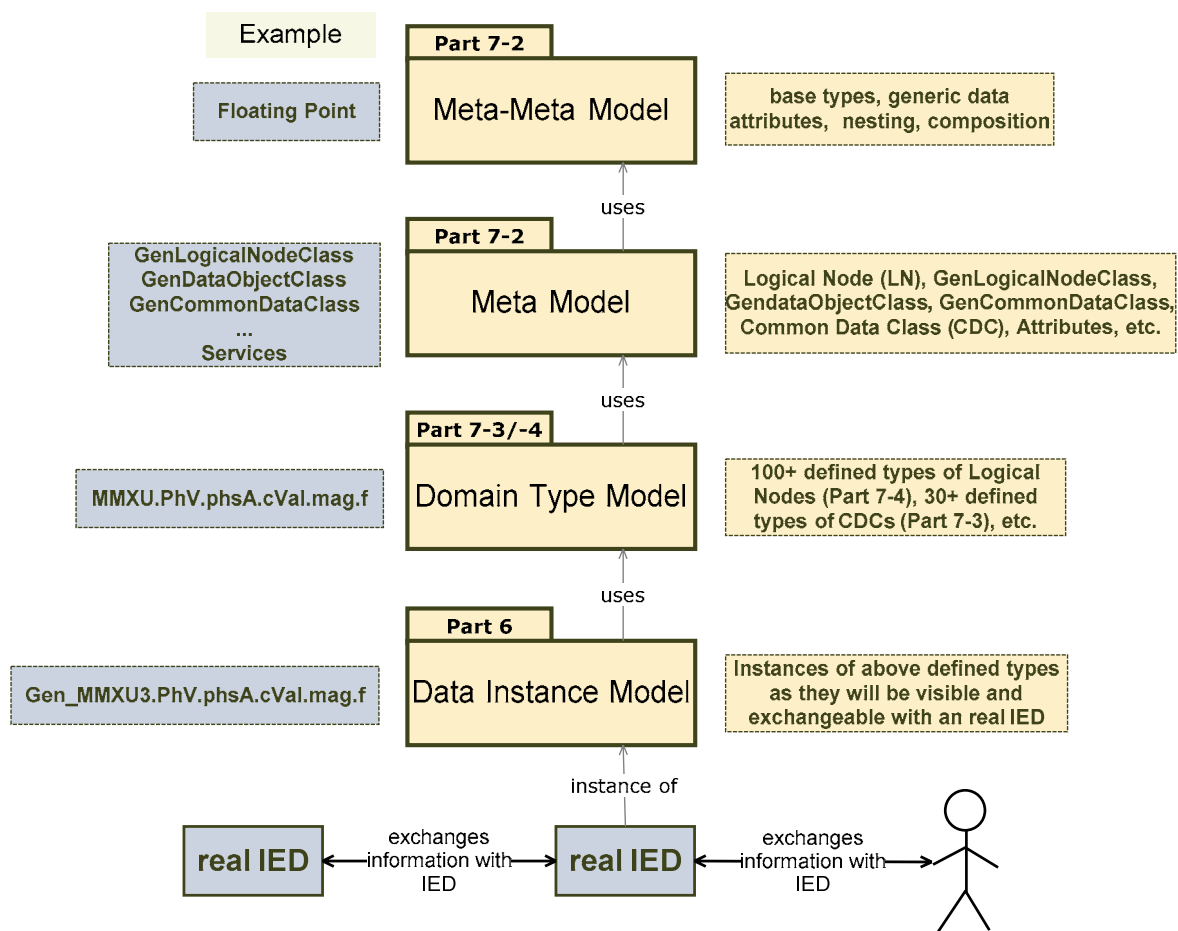 Example
Part 7-2
Meta-Meta Model
Floating Point
base types, generic data
attributes,  nesting, composition
uses
Part 7-2
Meta Model
GenLogicalNodeClass
GenDataObjectClass
GenCommonDataClass
...
Services
Logical Node (LN), GenLogicalNodeClass,
GendataObjectClass, GenCommonDataClass,
Common Data Class (CDC), Attributes, etc.
uses
Part 7-3/-4
Domain Type Model
MMXU.PhV.phsA.cVal.mag.f
100+ defined types of Logical
Nodes (Part 7-4), 30+ defined
types of CDCs (Part 7-3), etc.
uses
Part 6
Data Instance Model
Gen_MMXU3.PhV.phsA.cVal.mag.f
Instances of above defined types
as they will be visible and
exchangeable with an real IED
instance of
real IED
exchanges
information with
IED
real IED
exchanges
information with
IED